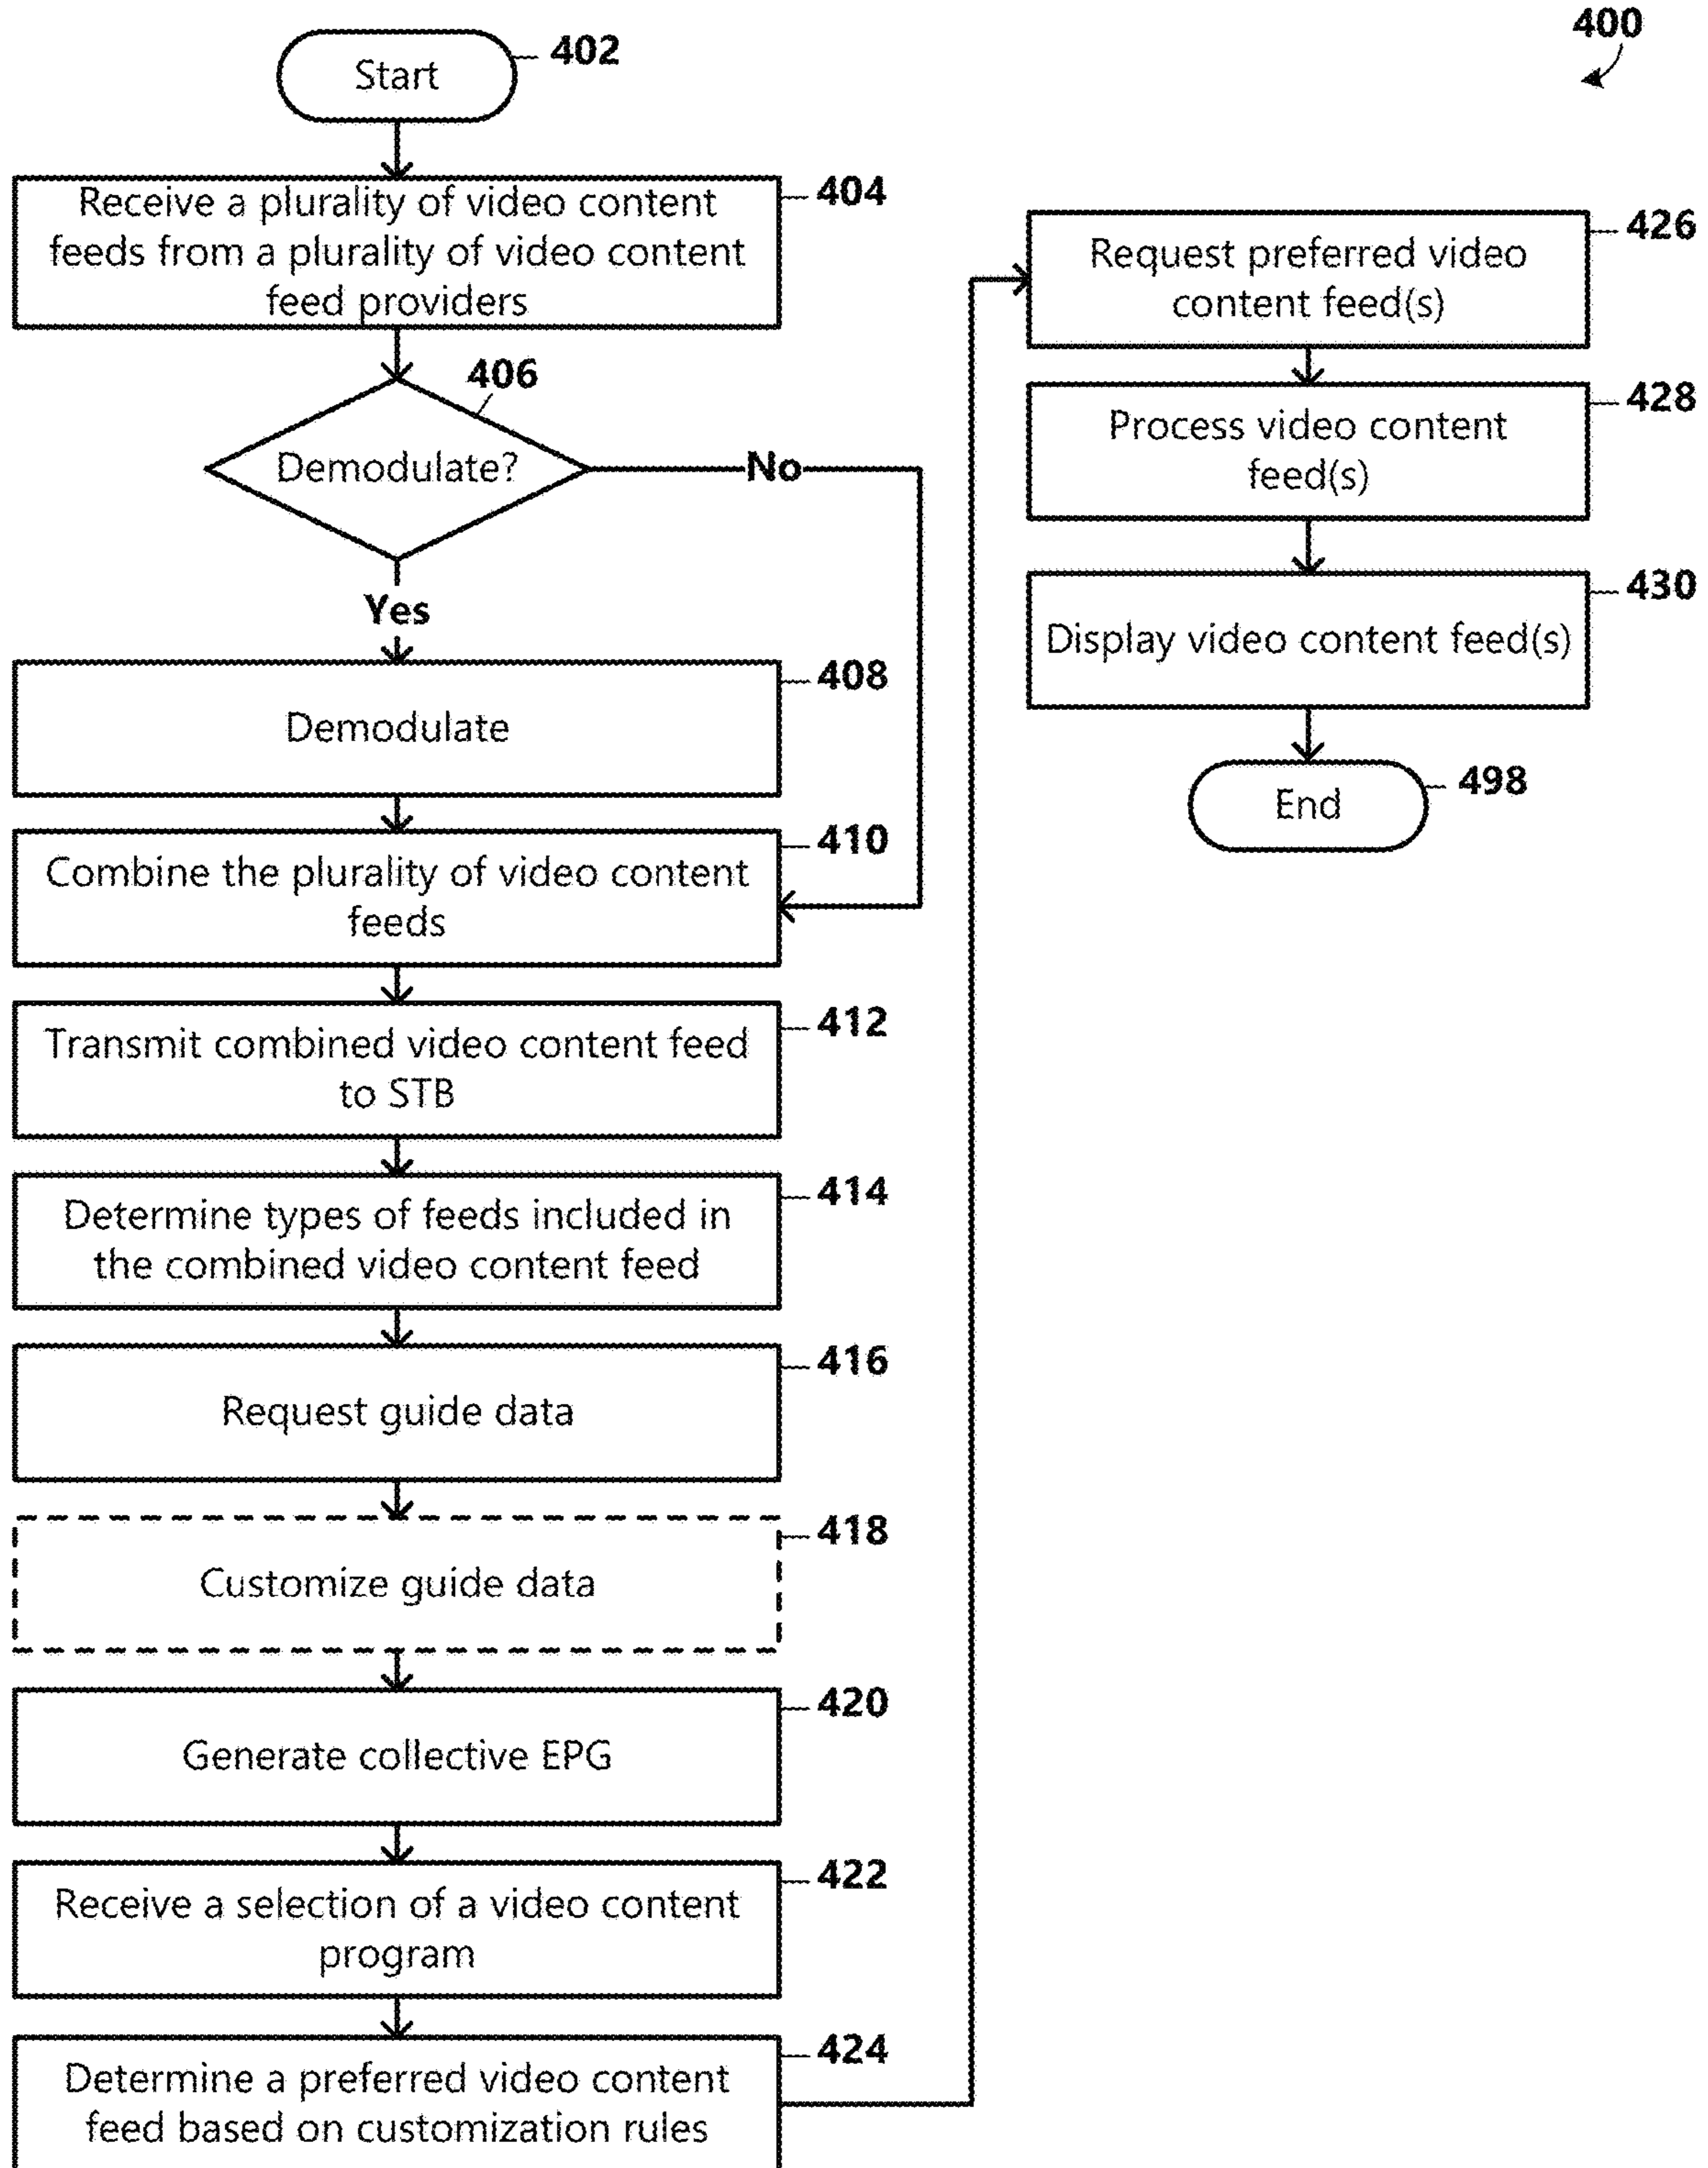 400
Start
402
Receive a plurality of video content
feeds from a plurality of video content
feed providers
404
406
Demodulate?
No
Yes
Demodulate
408
Combine the plurality of video content
feeds
410
Transmit combined video content feed
to STB
412
Determine types of feeds included in
the combined video content feed
414
Request guide data
416
Customize guide data
418
Generate collective EPG
420
Receive a selection of a video content
program
422
Determine a preferred video content
feed based on customization rules
424
Request preferred video
content feed(s)
426
Process video content
feed(s)
428
Display video content feed(s)
430
End
498